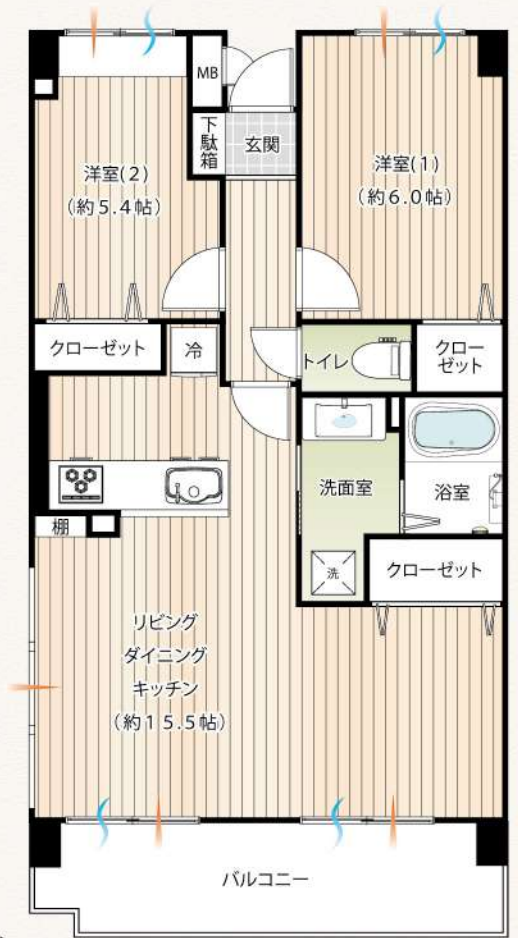 MB
下駄箱
玄関
洋室(2)
(約5.4帖)
洋室(1)
(約6.0帖)
クローゼット
冷
トイレ
クロー
ゼット
洗面室
浴室
棚
洗
クローゼット
リビング
ダイニング
キッチン
(約15.5帖)
バルコニー